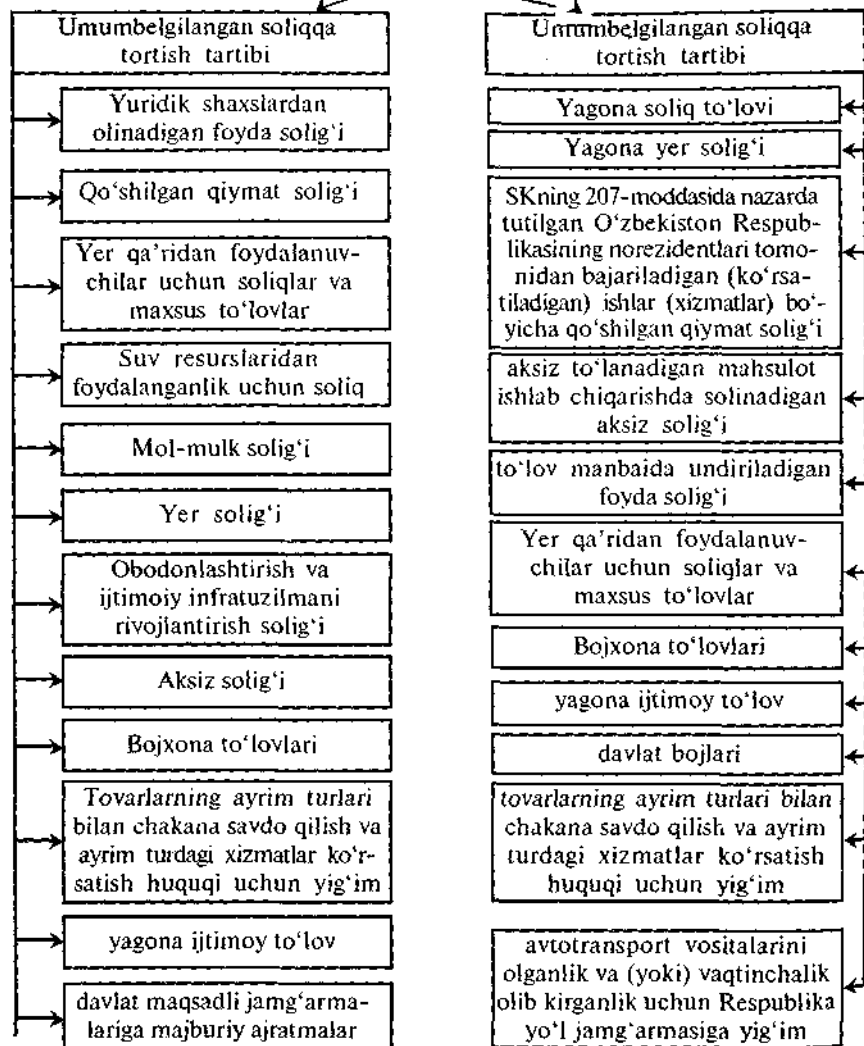 Umumbelgilangan soliqqa
tortish tartibi
Yuridik shaxslardan
olinadigan foyda solig‘i
Qo‘shilgan qiymat solig‘i
Yer qa’ridan foydalanuv-
chilar uchun soliqlar va
maxsus to‘lovlar
Suv resurslaridan
foydalanganlik uchun soliq
Mol-mulk solig‘i
Yer solig‘i
Obodonlashtirish va
ijtimoiy infratuzilmani
rivojlantirish solig‘i
Aksiz solig‘i
Bojxona to‘lovlari
Tovarlarning ayrim turlari
bilan chakana savdo qilish va
ayrim turdagi xizmatlar ko‘r-
satish huquqi uchun yig‘im
yagona ijtimoy to‘lov
davlat maqsadli jamg‘arma-
lariga majburiy ajratmalar
Umumbelgilangan soliqqa
tortish tartibi
Yagona soliq to‘lovi
Yagona yer solig‘i
SKning 207-moddasida nazarda
tutilgan O‘zbekiston Respub-
likasining norezidentlari tomo-
nidan bajariladigan (ko‘rsa-
tiladigan) ishlar (xizmatlar) bo‘-
yicha qo‘shilgan qiymat solig‘i
aksiz to‘lanadigan mahsulot
ishlab chiqarishda solinadigan
aksiz solig‘i
to‘lov manbaida undiriladigan
foyda solig‘i
Yer qa’ridan foydalanuv-
chilar uchun soliqlar va
maxsus to‘lovlar
Bojxona to‘lovlari
yagona ijtimoy to‘lov
davlat bojlari
tovarlarning ayrim turlari bilan
chakana savdo qilish va ayrim
turdagi xizmatlar ko‘rsatish
huquqi uchun yig‘im
avtotransport vositalarini
olganlik va (yoki) vaqtinchalik
olib kirganlik uchun Respublika
yo‘l jamg‘armasiga yig‘im